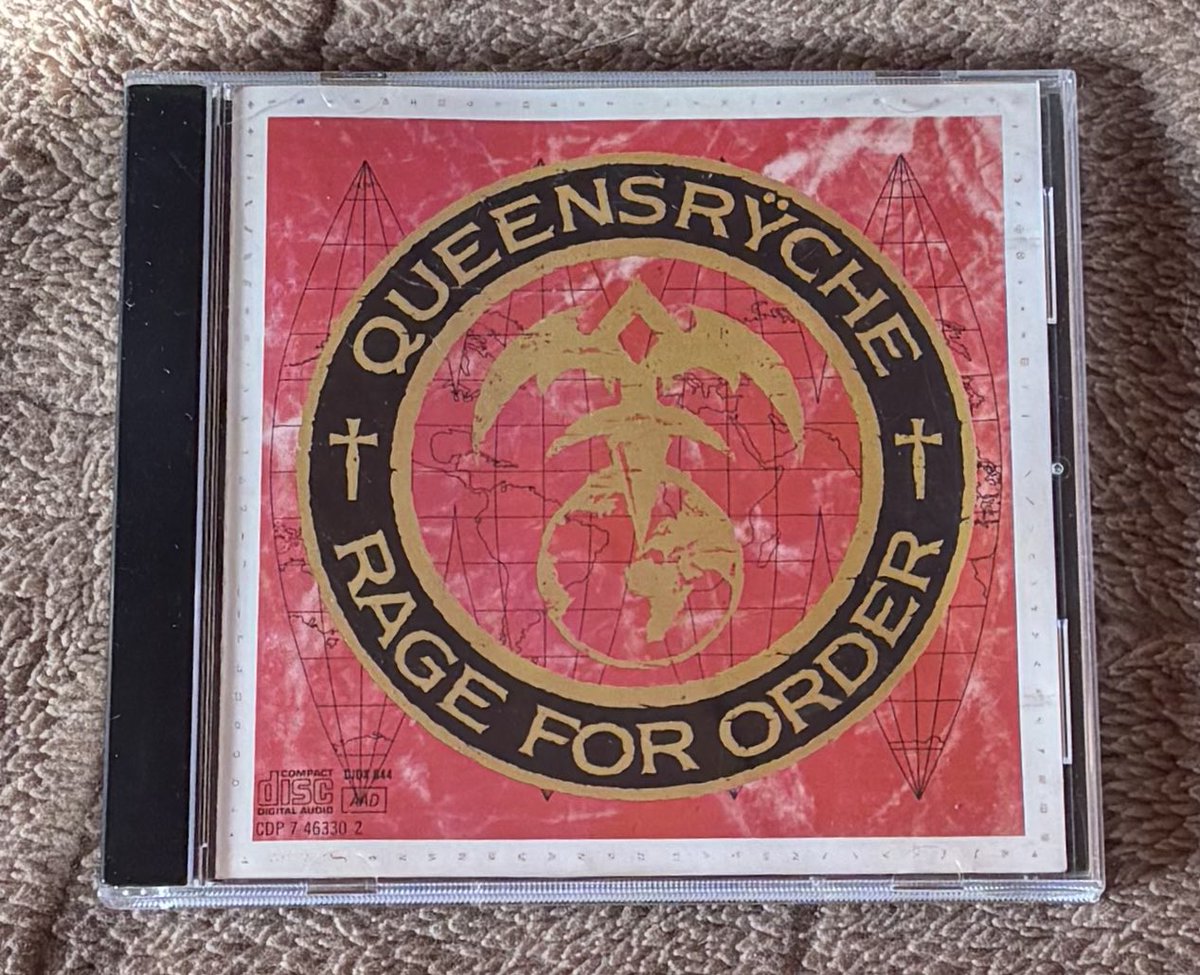 QUEENSRŸCHE
RAGE FOR ORDER
COMPACT
disc
DIGITAL AUDIO
AAD
CDP 7 46330 2